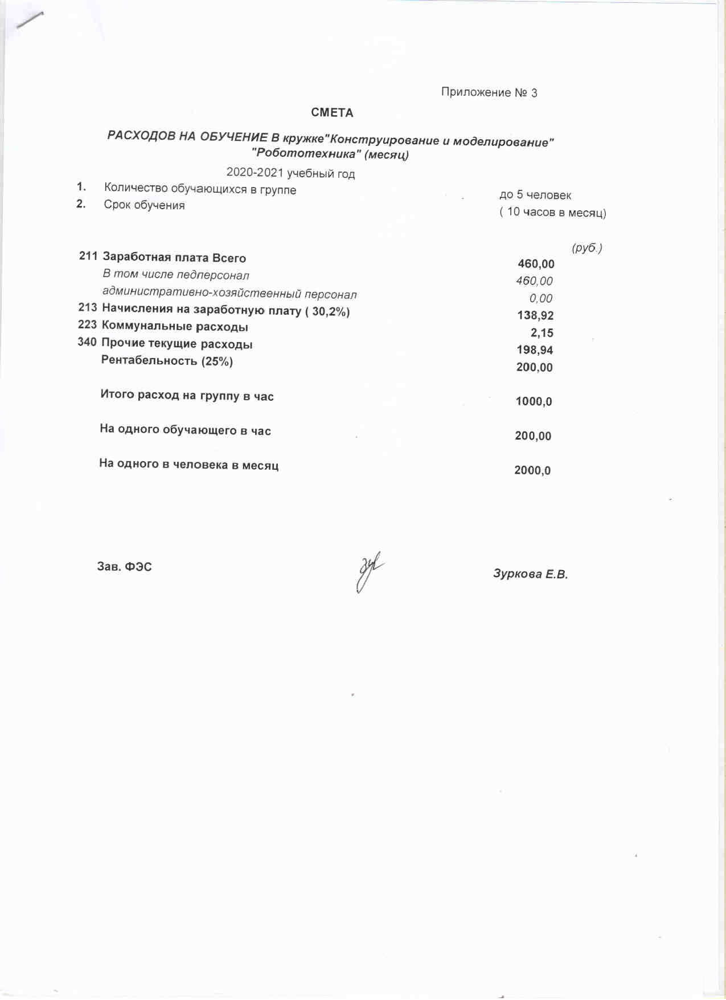 Приложение № 3
СМЕТА
РАСХОДОВ НА ОБУЧЕНИЕ В кружке"Конструирование и моделирование"
"Робототехника" (месяц)
2020-2021 учебный год
1. Количество обучающихся в группе до 5 человек
2. Срок обучения ( 10 часов в месяц)
(руб.)
211 Заработная плата Всего 460,00
В том числе педперсонал 460,00
административно-хозяйственный персонал 0,00
213 Начисления на заработную плату ( 30,2%) 138,92
223 Коммунальные расходы 2,15
340 Прочие текущие расходы 198,94
Рентабельность (25%) 200,00
Итого расход на группу в час 1000,0
На одного обучающего в час 200,00
На одного в человека в месяц 2000,0
Зав. ФЭС Зуркова Е.В.